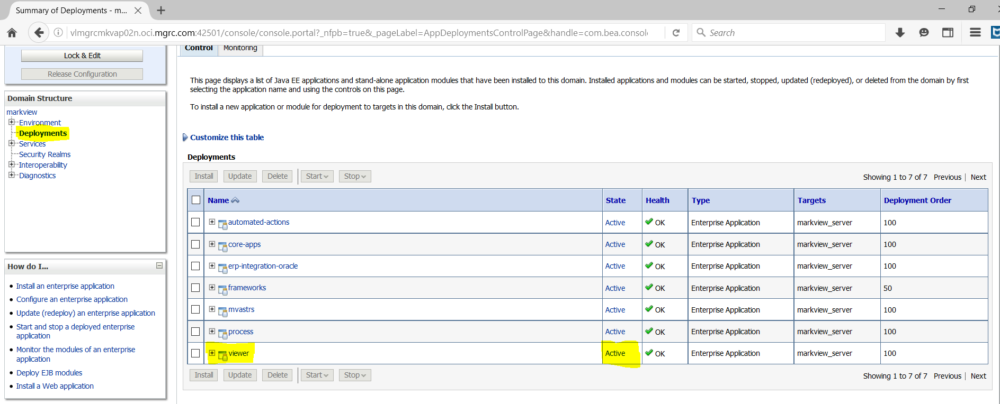 Summary of Deployments - m...
vlmgrcmkvap02n.oci.mgrc.com:42501/console/console.portal?_nfpb=true&_pageLabel=AppDeploymentsControlPage&handle=com.bea.consol
Search
Lock & Edit
Release Configuration
Domain Structure
markview
Environment
Deployments
Services
Security Realms
Interoperability
Diagnostics
How do I...
Install an enterprise application
Configure an enterprise application
Update (redeploy) an enterprise application
Start and stop a deployed enterprise
application
Monitor the modules of an enterprise
application
Deploy EJB modules
Install a Web application
Control Monitoring
This page displays a list of Java EE applications and stand-alone application modules that have been installed to this domain. Installed applications and modules can be started, stopped, updated (redeployed), or deleted from the domain by first
selecting the application name and using the controls on this page.
To install a new application or module for deployment to targets in this domain, click the Install button.
Customize this table
Deployments
Install Update Delete Start Stop Showing 1 to 7 of 7 Previous | Next
Name State Health Type Targets Deployment Order
automated-actions Active OK Enterprise Application markview_server 100
core-apps Active OK Enterprise Application markview_server 100
erp-integration-oracle Active OK Enterprise Application markview_server 100
frameworks Active OK Enterprise Application markview_server 50
mvastrs Active OK Enterprise Application markview_server 100
process Active OK Enterprise Application markview_server 100
viewer Active OK Enterprise Application markview_server 100
Install Update Delete Start Stop Showing 1 to 7 of 7 Previous | Next